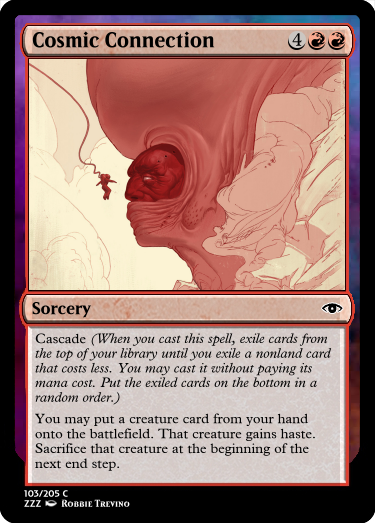 Cosmic Connection 4
Sorcery
Cascade (When you cast this spell, exile cards from
the top of your library until you exile a nonland card
that costs less. You may cast it without paying its
mana cost. Put the exiled cards on the bottom in a
random order.)
You may put a creature card from your hand
onto the battlefield. That creature gains haste.
Sacrifice that creature at the beginning of the
next end step.
103/205 C
ZZZ Robbie Trevino